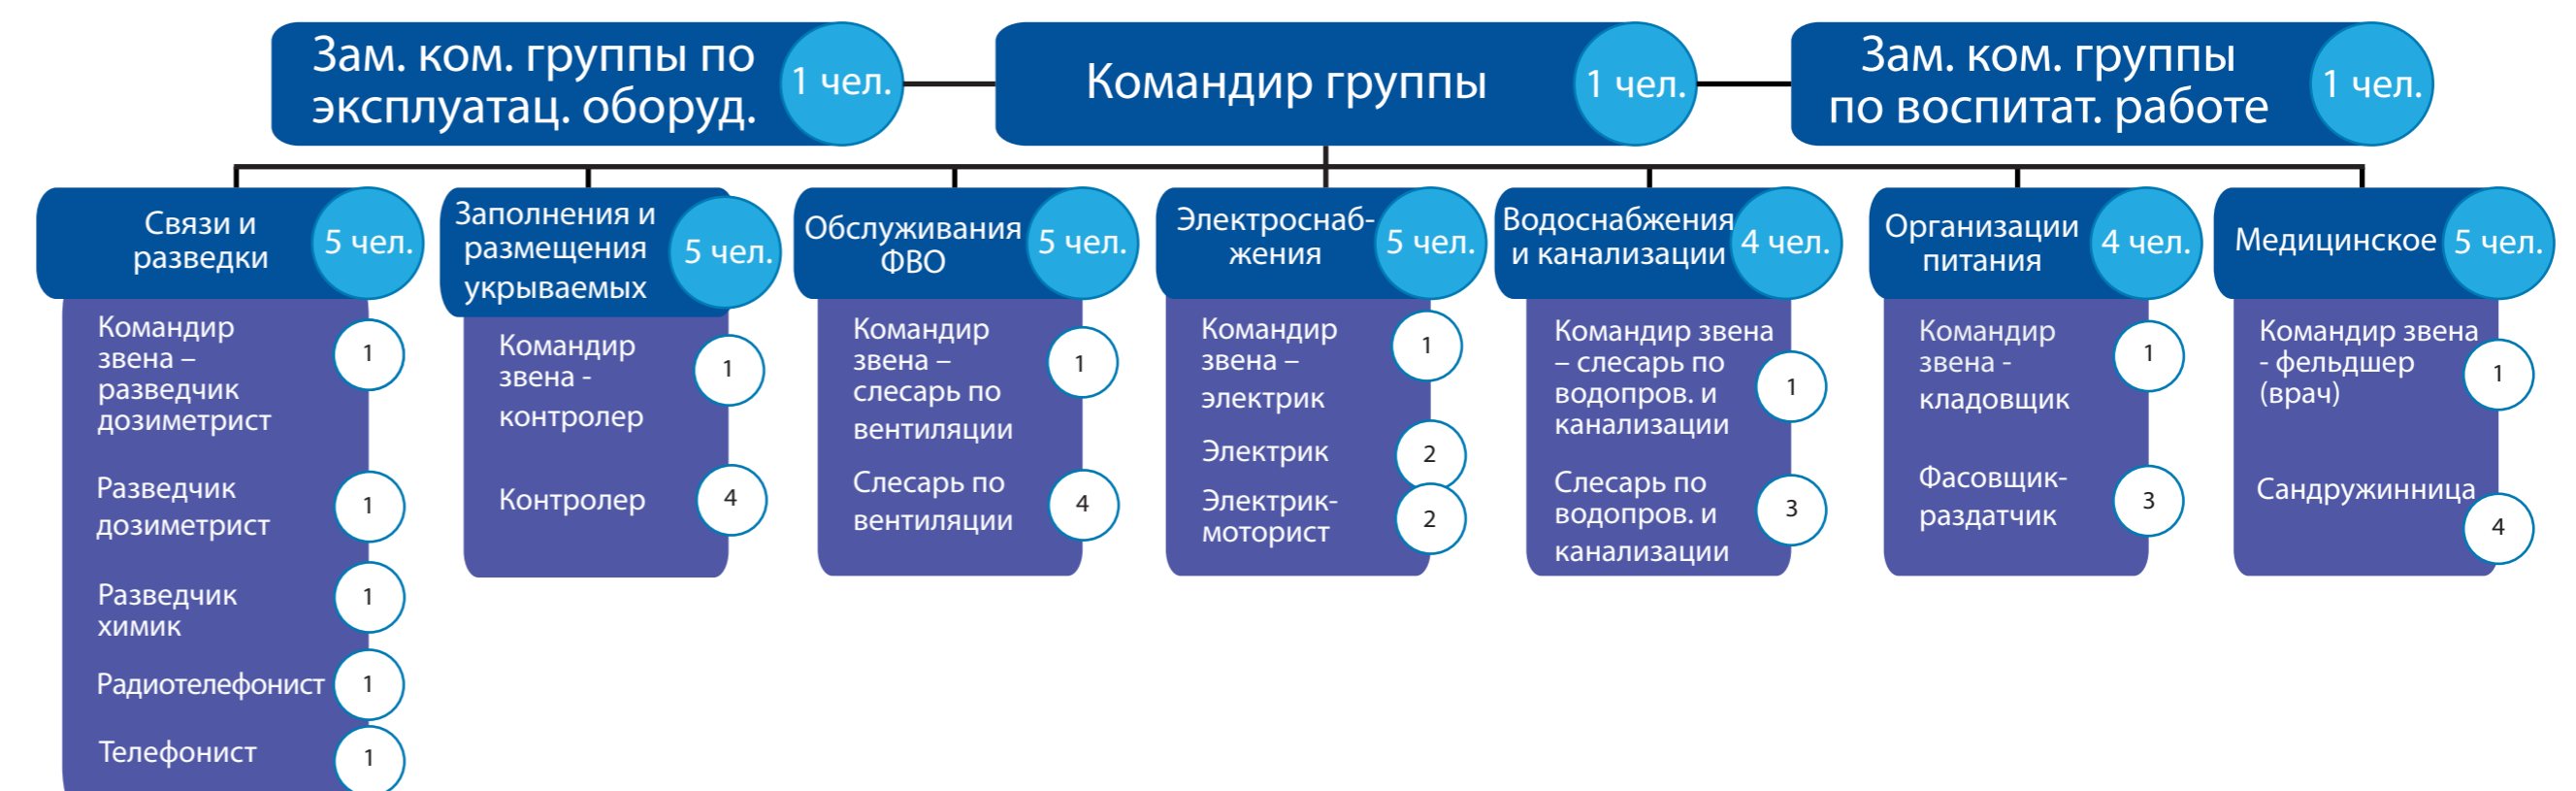 Зам. ком. группы по
эксплуатац. оборуд.
1 чел.
Командир группы
1 чел.
Зам. ком. группы
по воспитат. работе
1 чел.
Связи и
разведки
5 чел.
Командир
звена –
разведчик
дозиметрист
1
Разведчик
дозиметрист
1
Разведчик
химик
1
Радиотелефонист
1
Телефонист
1
Заполнения и
размещения
укрываемых
5 чел.
Командир
звена -
контролер
1
Контролер
4
Обслуживания
ФВО
5 чел.
Командир
звена –
слесарь по
вентиляции
1
Слесарь по
вентиляции
4
Электроснаб-
жения
5 чел.
Командир
звена –
электрик
1
Электрик
2
Электрик-
моторист
2
Водоснабжения
и канализации
4 чел.
Командир звена
– слесарь по
водопров. и
канализации
1
Слесарь по
водопров. и
канализации
3
Организации
питания
4 чел.
Командир
звена -
кладовщик
1
Фасовщик-
раздатчик
3
Медицинское
5 чел.
Командир звена
- фельдшер
(врач)
1
Сандружинница
4